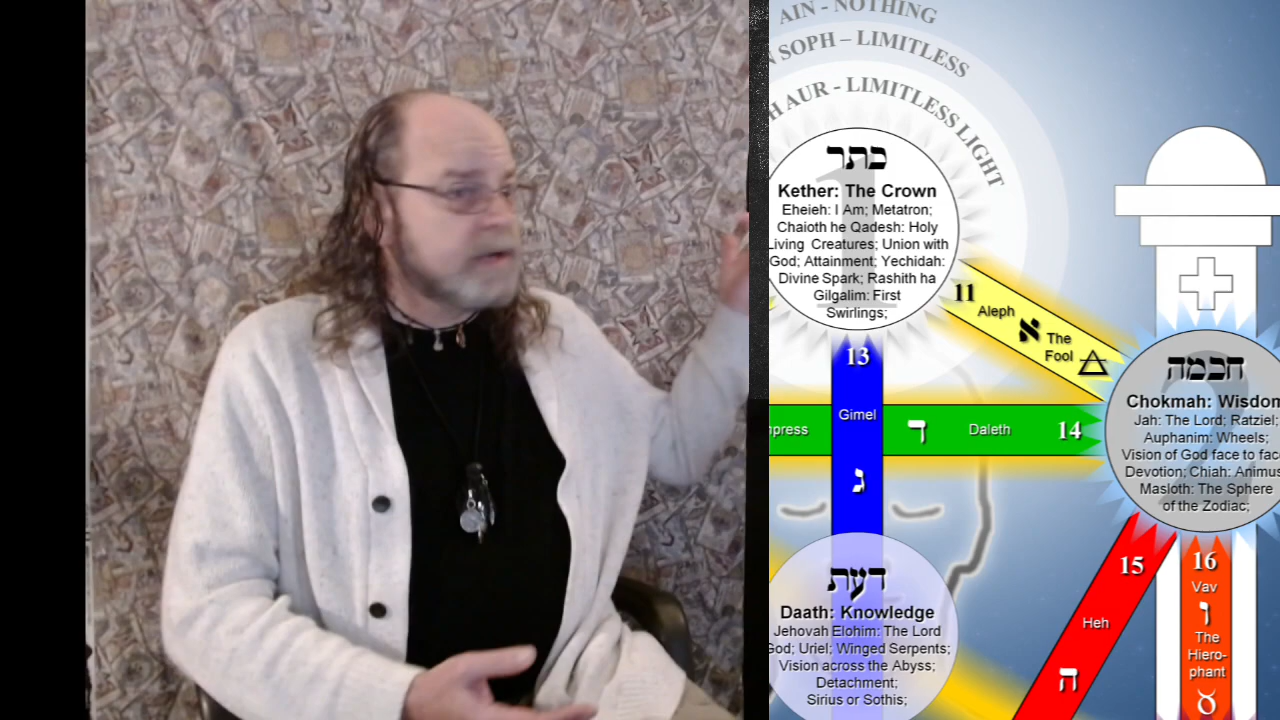 AIN - NOTHING
SOPH – LIMITLESS
AUR - LIMITLESS LIGHT
כתר
Kether: The Crown
Eheieh: I Am; Metatron;
Chaioth he Qadesh: Holy
Living Creatures; Union with
God; Attainment; Yechidah:
Divine Spark; Rashith ha
Gilgalim: First
Swirlings;
1
11
Aleph
א
The
Fool
13
Gimel
ג
ד
Daleth
14
חכמה
Chokmah: Wisdom
Jah: The Lord; Ratziel;
Auphanim: Wheels;
Vision of God face to fac
Devotion; Chiah: Animus
Masloth: The Sphere
of the Zodiac;
2
דעת
Daath: Knowledge
Jehovah Elohim: The Lord
God; Uriel; Winged Serpents;
Vision across the Abyss;
Detachment;
Sirius or Sothis;
15
Heh
ה
16
Vav
ו
The
Hiero-
phant
♉